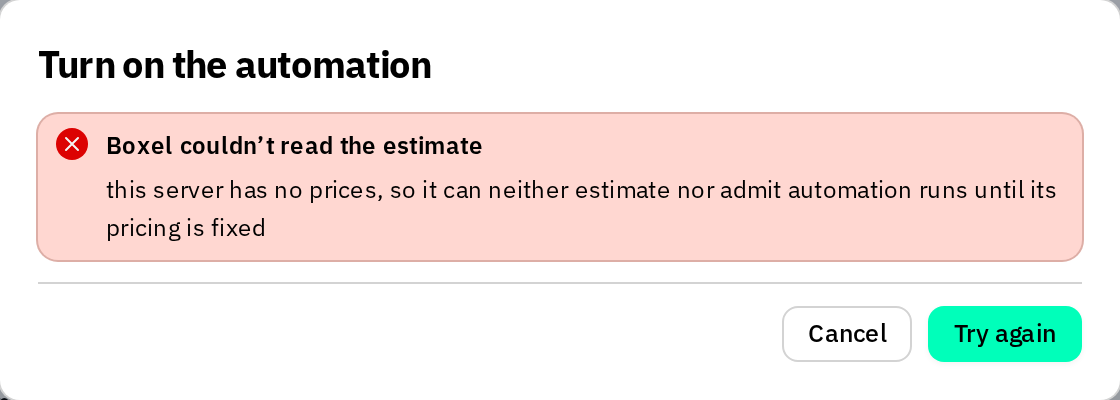 Turn on the automation
Boxel couldn’t read the estimate
this server has no prices, so it can neither estimate nor admit automation runs until its
pricing is fixed
Cancel
Try again